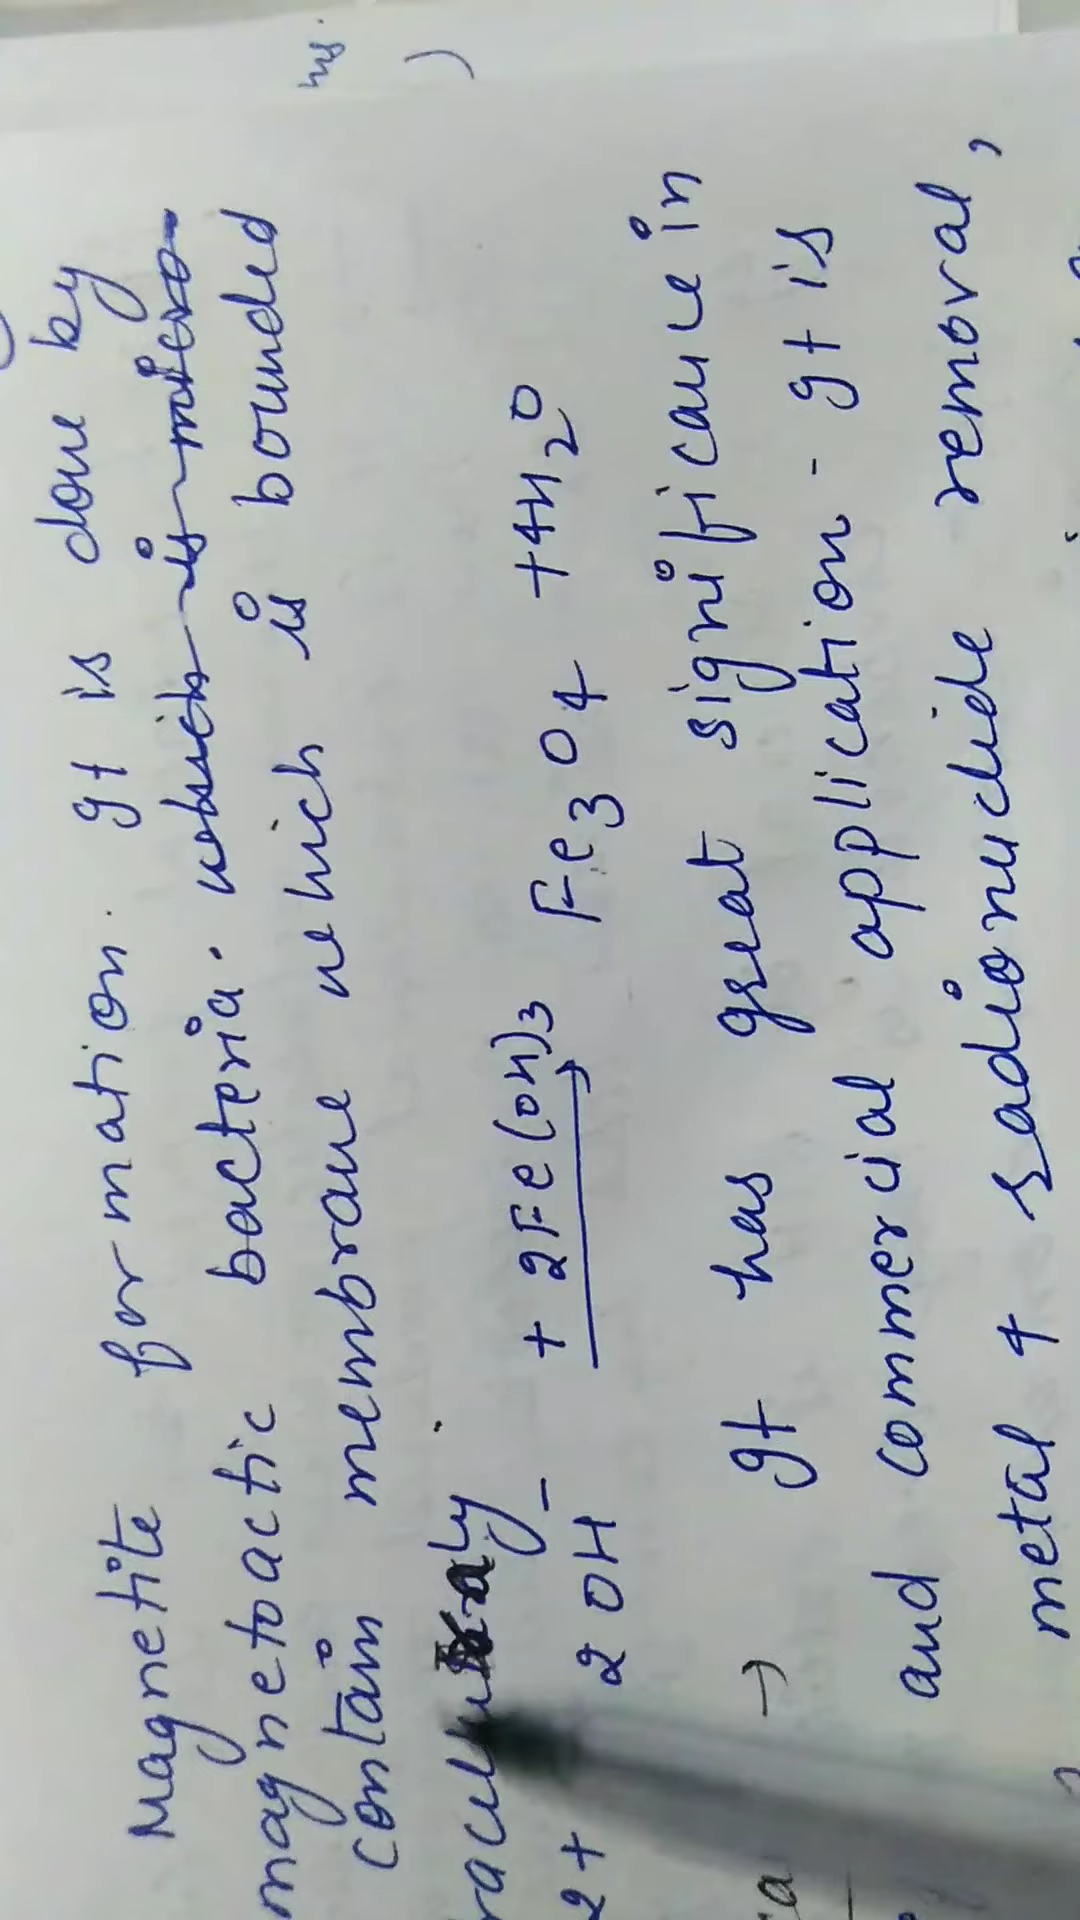 Magnetite formation. It is done by
magnetoactic bacteria. which is micro
contain membrane which is bounded
2+ 2OH⁻ + 2Fe(OH)₃ → Fe₃O₄ + 4H₂O
→ It has great significance in
and commercial application - It is
metal & radionuclide removal,